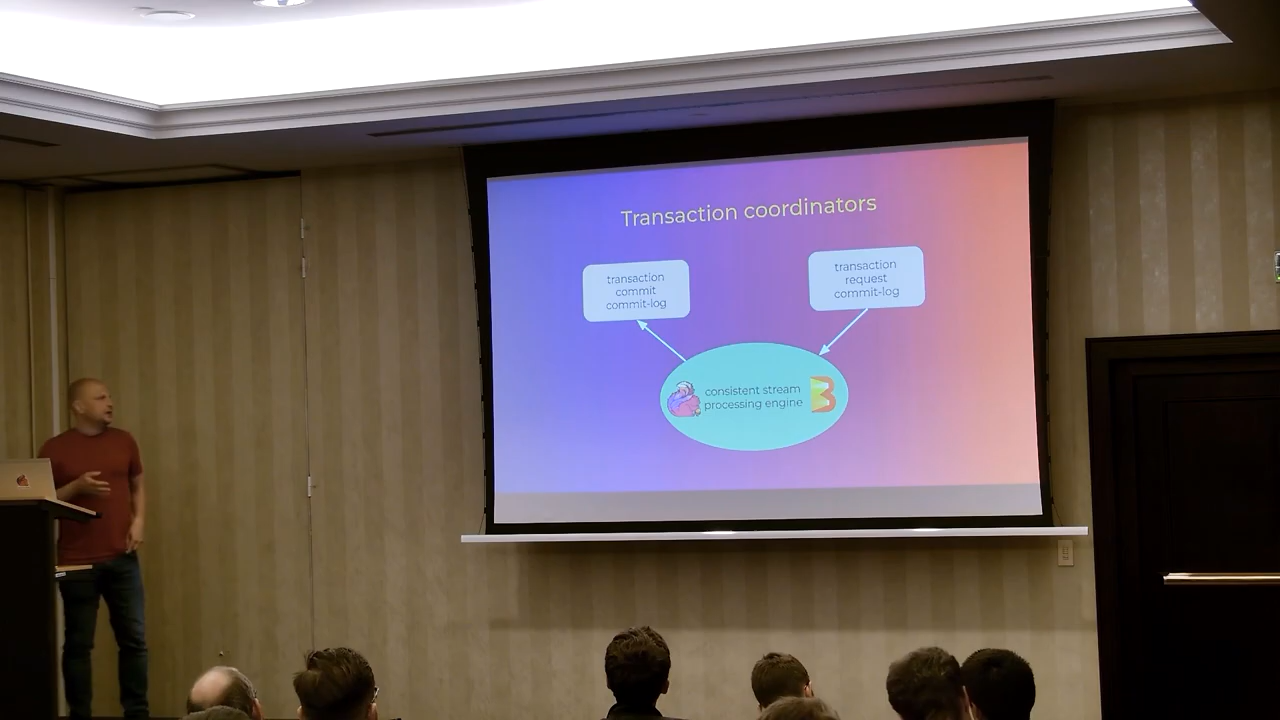 Transaction coordinators
transaction
commit
commit-log
transaction
request
commit-log
consistent stream
processing engine